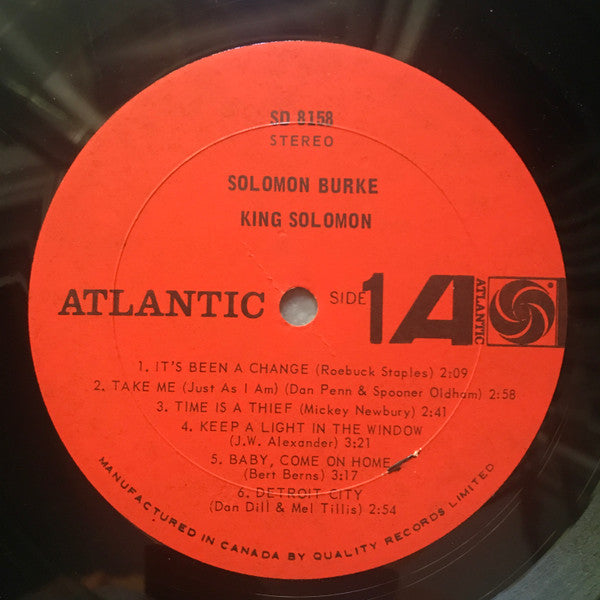 SD 8158
STEREO
SOLOMON BURKE
KING SOLOMON
ATLANTIC SIDE 1 A ATLANTIC
1. IT'S BEEN A CHANGE (Roebuck Staples) 2:09
2. TAKE ME (Just As I Am) (Dan Penn & Spooner Oldham) 2:58
3. TIME IS A THIEF (Mickey Newbury) 2:41
4. KEEP A LIGHT IN THE WINDOW
(J.W. Alexander) 3:21
5. BABY, COME ON HOME
(Bert Berns) 3:17
6. DETROIT CITY
(Dan Dill & Mel Tillis) 2:54
MANUFACTURED IN CANADA BY QUALITY RECORDS LIMITED